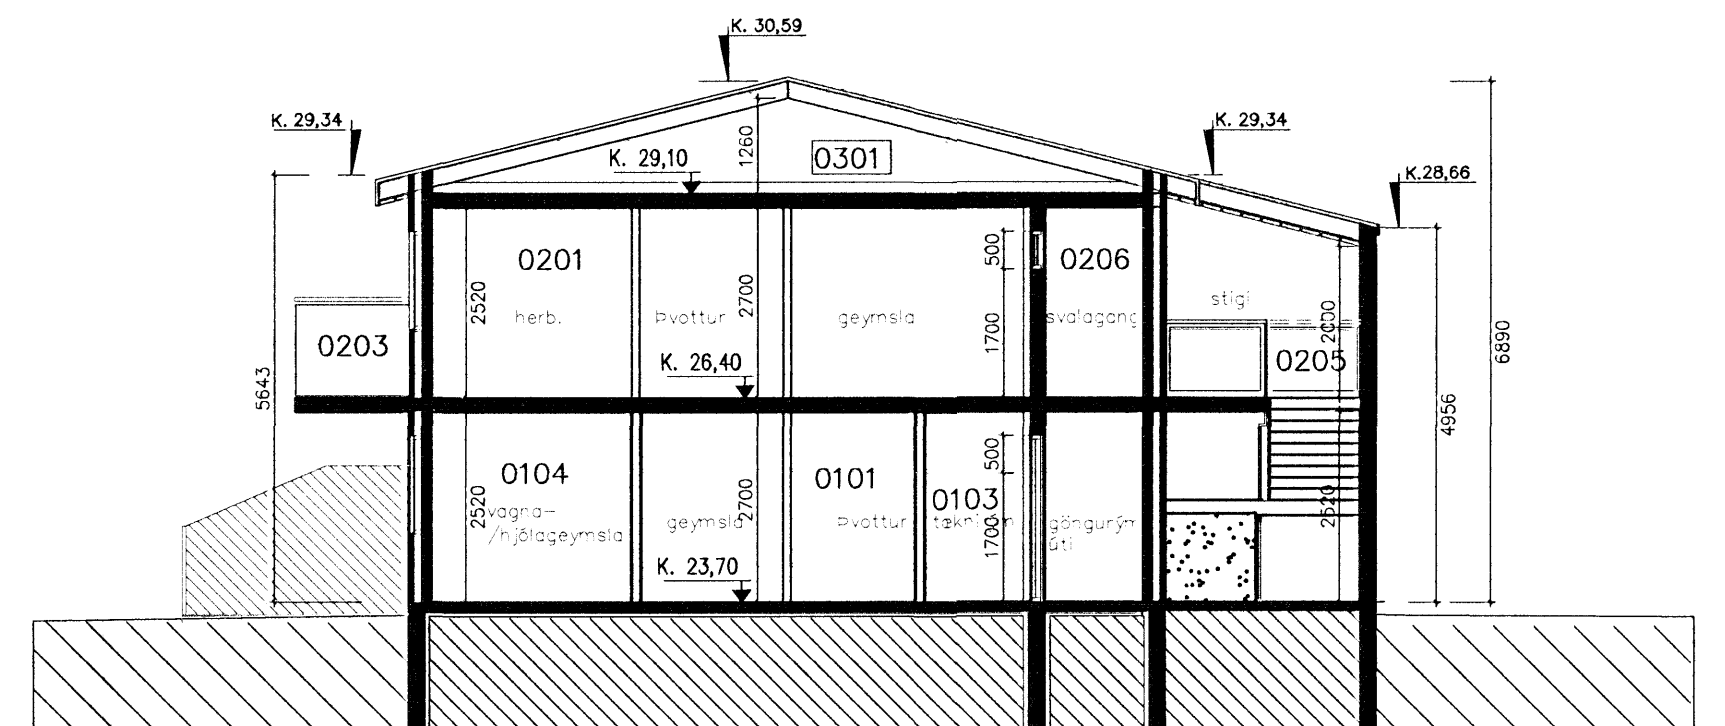 K. 30,59
K. 29,34
K. 29,34
K. 29,10
1260
0301
K.28,66
0201
herb.
2520
Þvottur
2700
geymsla
500
1700
0206
svalagang
stigi
2000
0205
0203
K. 26,40
5643
6890
4956
0104
vagna-
/hjólageymsla
2520
geymsla
2700
0101
Þvottur
0103
500
1700
göngurým
úti
2520
K. 23,70